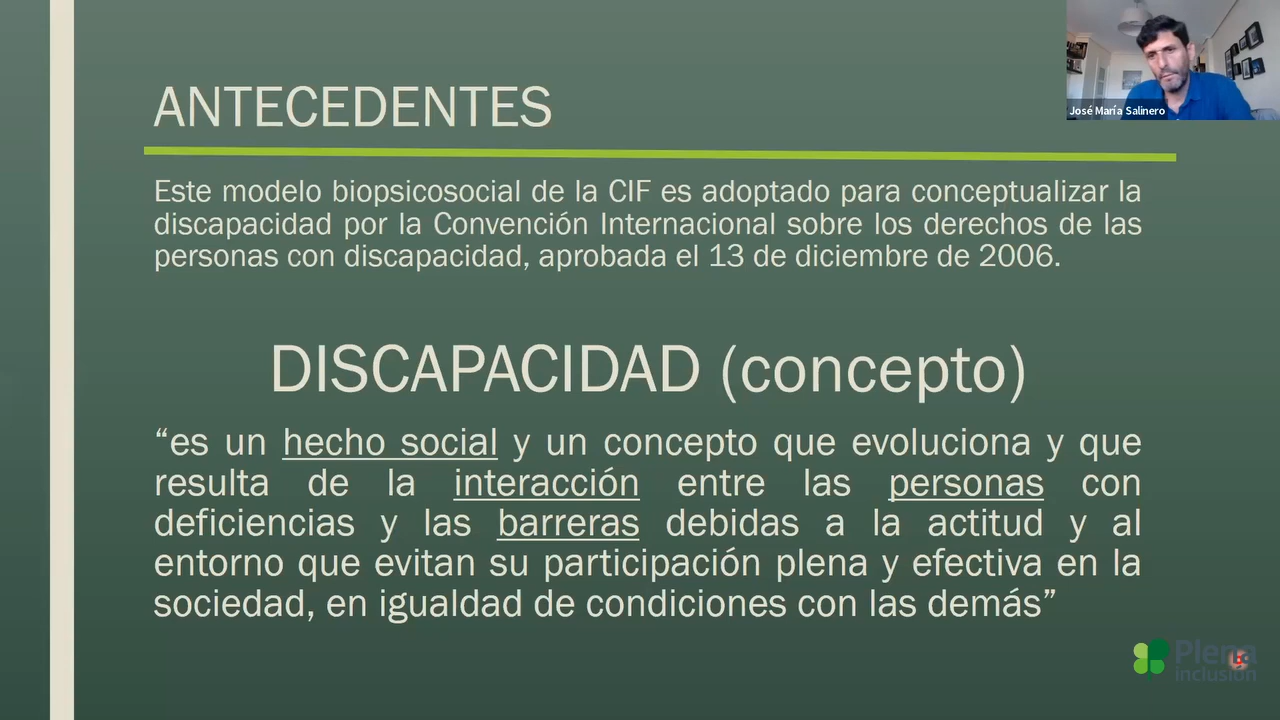 José María Salinero
ANTECEDENTES
Este modelo biopsicosocial de la CIF es adoptado para conceptualizar la
discapacidad por la Convención Internacional sobre los derechos de las
personas con discapacidad, aprobada el 13 de diciembre de 2006.
DISCAPACIDAD (concepto)
“es un hecho social y un concepto que evoluciona y que
resulta de la interacción entre las personas con
deficiencias y las barreras debidas a la actitud y al
entorno que evitan su participación plena y efectiva en la
sociedad, en igualdad de condiciones con las demás”
Plena
inclusión